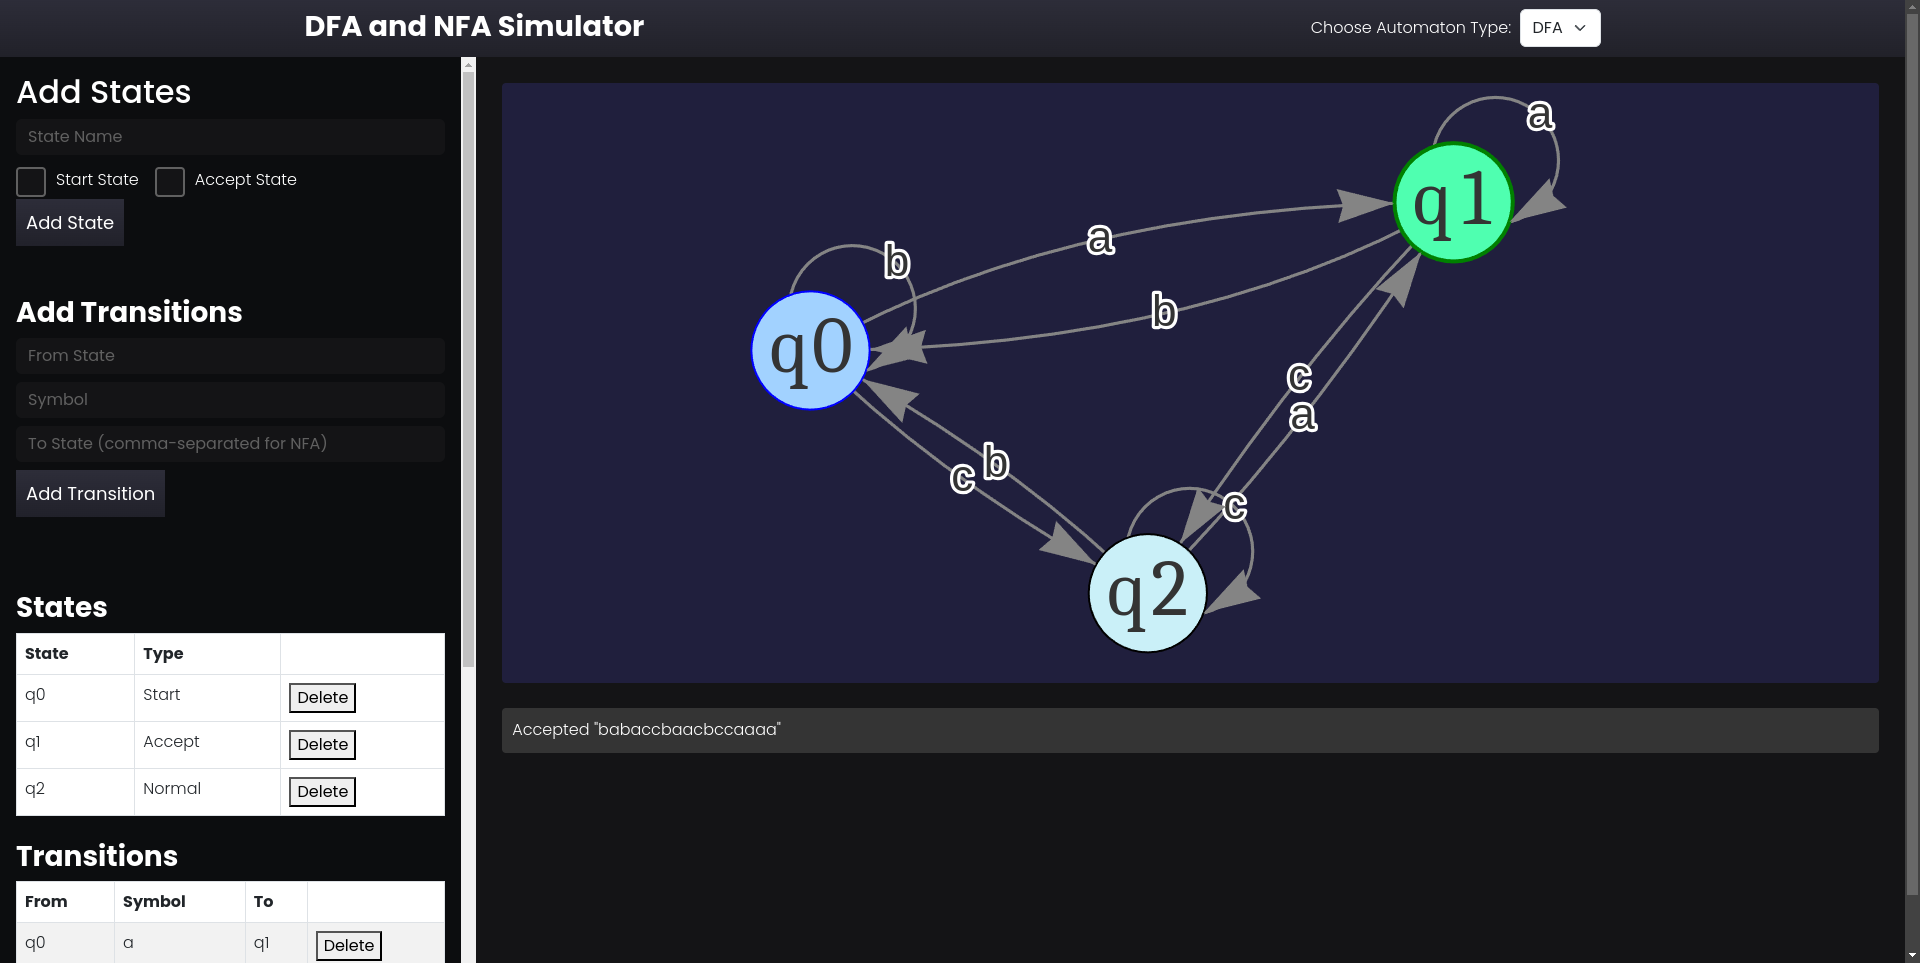 DFA and NFA Simulator
Choose Automaton Type: DFA
Add States
State Name
Start State Accept State
Add State
Add Transitions
From State
Symbol
To State (comma-separated for NFA)
Add Transition
States
State Type
q0 Start Delete
q1 Accept Delete
q2 Normal Delete
Transitions
From Symbol To
q0 a q1 Delete
a
q1
a
b
b
q0
c
a
b
c
c
q2
Accepted "babaccbaacbccaaaa"